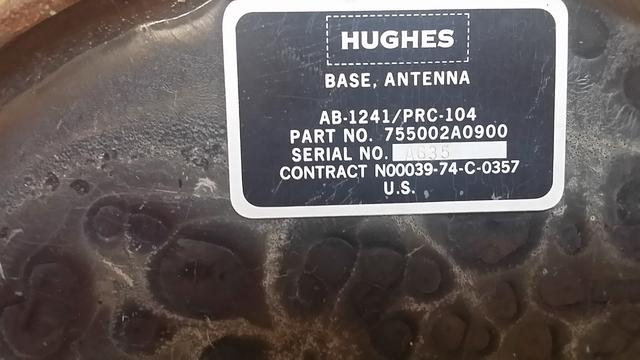 HUGHES
BASE, ANTENNA
AB-1241/PRC-104
PART NO. 755002A0900
SERIAL NO.
CONTRACT N00039-74-C-0357
U.S.